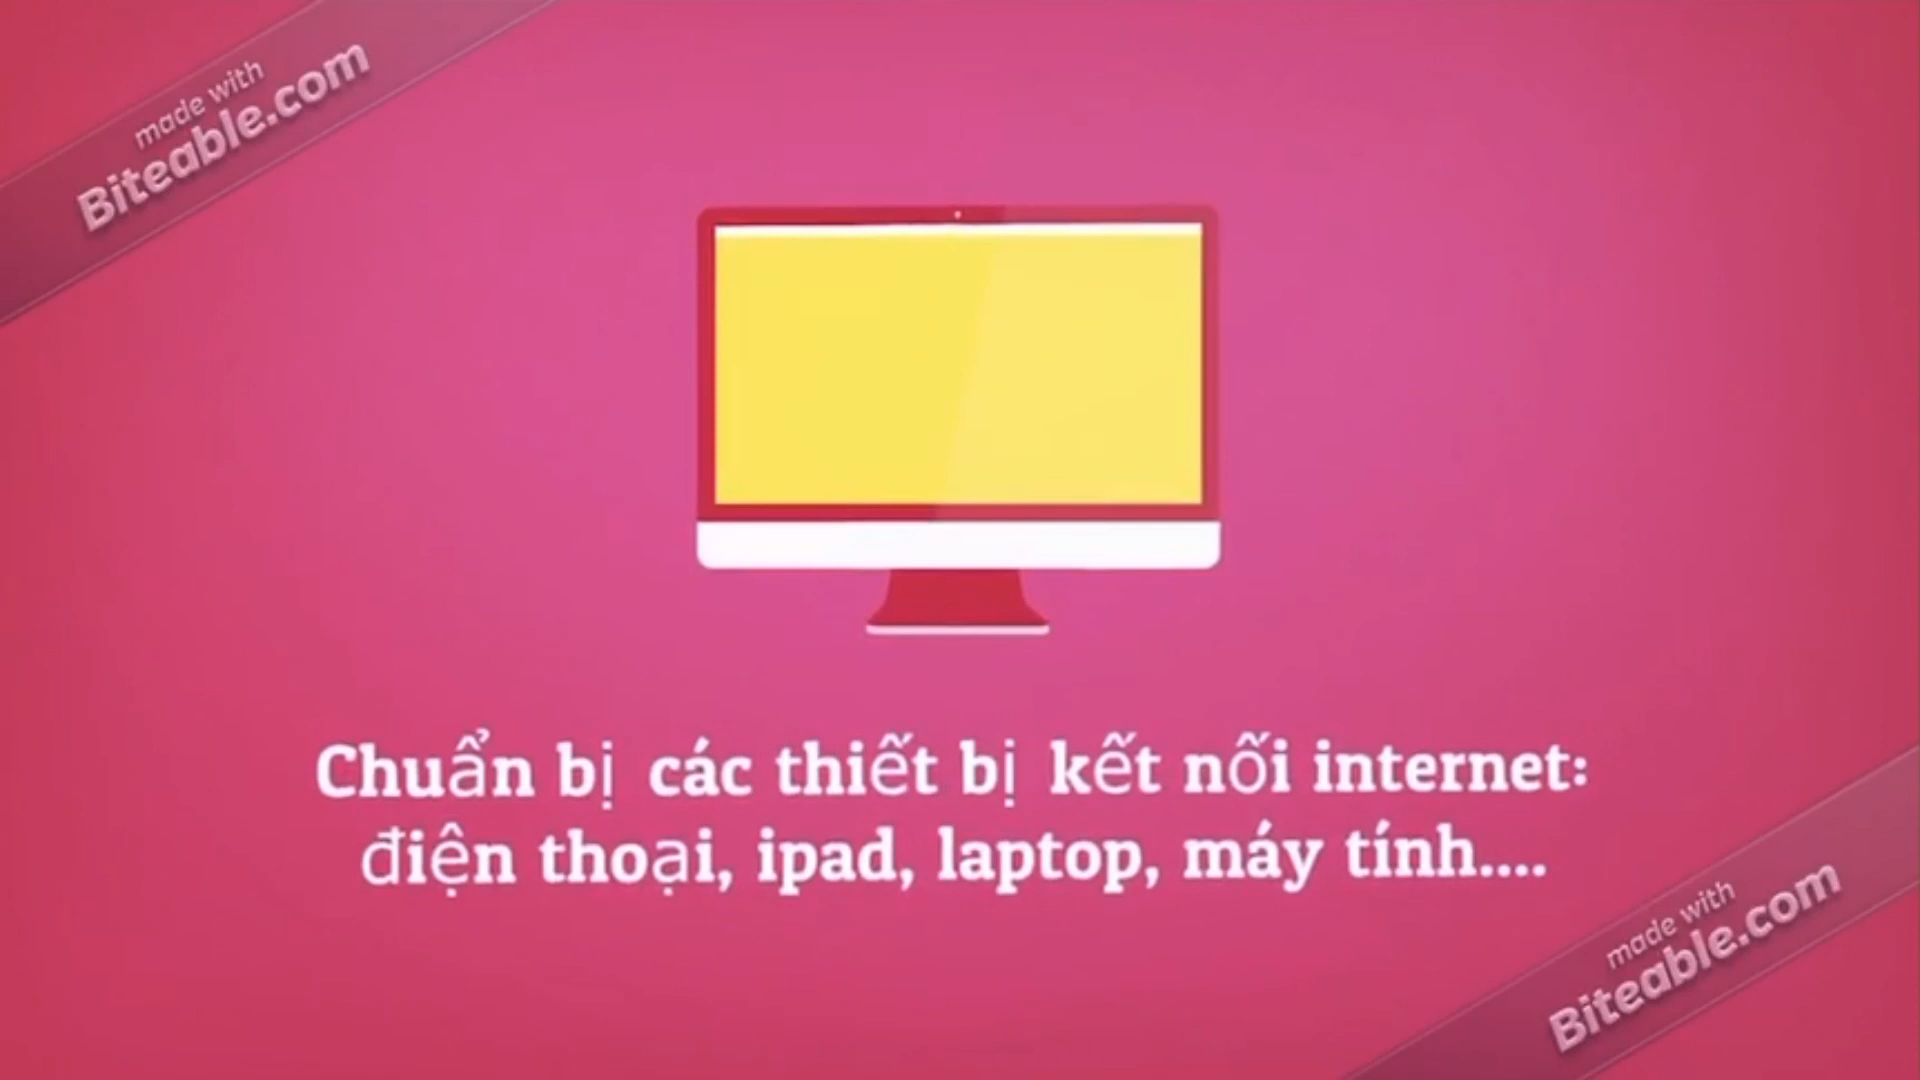 made with
Biteable.com
Chuẩn bị các thiết bị kết nối internet:
điện thoại, ipad, laptop, máy tính....
made with
Biteable.com